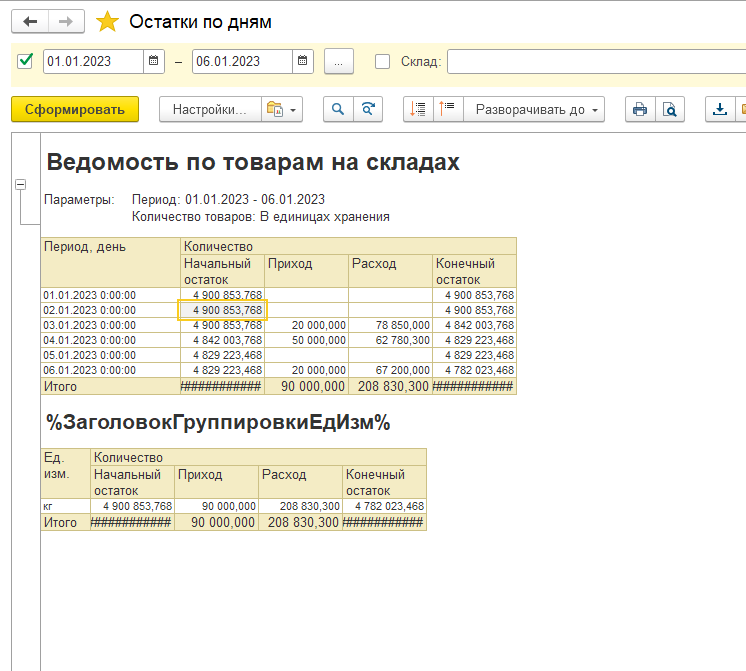 Остатки по дням
01.01.2023 – 06.01.2023 ... Склад:
Сформировать Настройки... Разворачивать до
Ведомость по товарам на складах
Параметры: Период: 01.01.2023 - 06.01.2023
Количество товаров: В единицах хранения
Период, день Количество
Начальный остаток Приход Расход Конечный остаток
01.01.2023 0:00:00 4 900 853,768 4 900 853,768
02.01.2023 0:00:00 4 900 853,768 4 900 853,768
03.01.2023 0:00:00 4 900 853,768 20 000,000 78 850,000 4 842 003,768
04.01.2023 0:00:00 4 842 003,768 50 000,000 62 780,300 4 829 223,468
05.01.2023 0:00:00 4 829 223,468 4 829 223,468
06.01.2023 0:00:00 4 829 223,468 20 000,000 67 200,000 4 782 023,468
Итого ############ 90 000,000 208 830,300 ############
%ЗаголовокГруппировкиЕдИзм%
Ед. изм. Количество
Начальный остаток Приход Расход Конечный остаток
кг 4 900 853,768 90 000,000 208 830,300 4 782 023,468
Итого ############ 90 000,000 208 830,300 ############